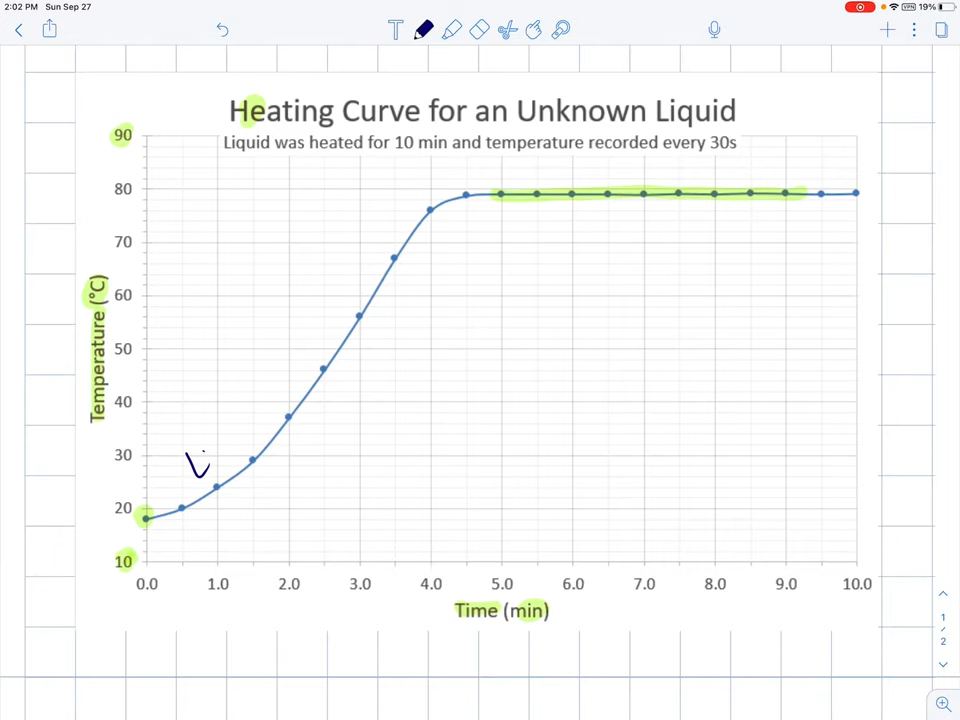 2:02 PM Sun Sep 27
VPN 19%
T
Heating Curve for an Unknown Liquid
Liquid was heated for 10 min and temperature recorded every 30s
90
80
70
60
50
40
30
20
10
Temperature (°C)
0.0 1.0 2.0 3.0 4.0 5.0 6.0 7.0 8.0 9.0 10.0
Time (min)
1
/
2